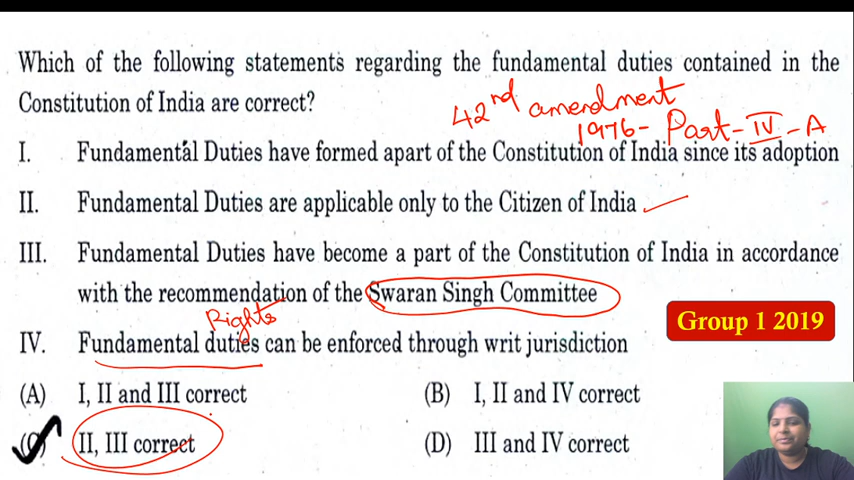 Which of the following statements regarding the fundamental duties contained in the
Constitution of India are correct?
42nd amendment
1976- Part-IV-A
I. Fundamental Duties have formed apart of the Constitution of India since its adoption
II. Fundamental Duties are applicable only to the Citizen of India
III. Fundamental Duties have become a part of the Constitution of India in accordance
with the recommendation of the Swaran Singh Committee
Rights
Group 1 2019
IV. Fundamental duties can be enforced through writ jurisdiction
(A) I, II and III correct (B) I, II and IV correct
(C) II, III correct (D) III and IV correct